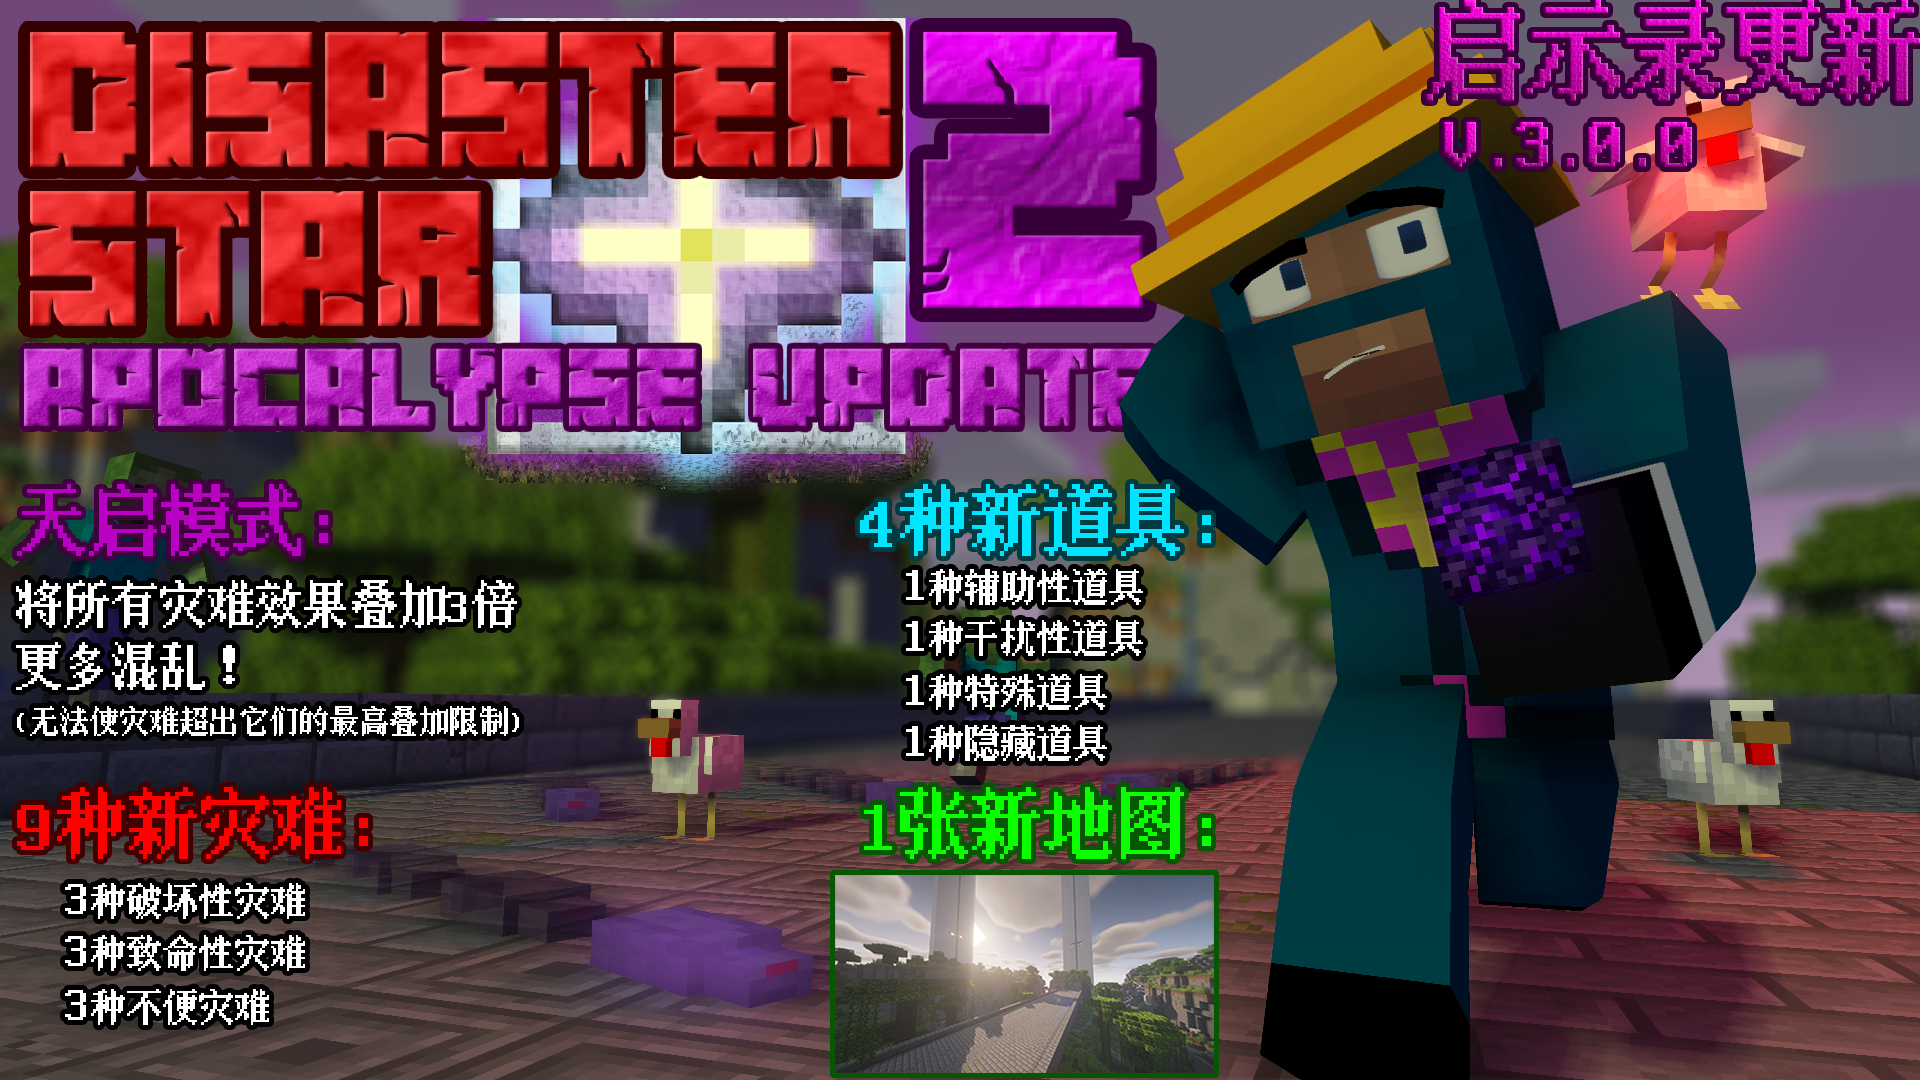 DISASTER
STAR
2
APOCALYPSE UPDATE
启示录更新
V.3.0.0
天启模式：
将所有灾难效果叠加3倍
更多混乱！
(无法使灾难超出它们的最高叠加限制)
9种新灾难：
3种破坏性灾难
3种致命性灾难
3种不便灾难
4种新道具：
1种辅助性道具
1种干扰性道具
1种特殊道具
1种隐藏道具
1张新地图：